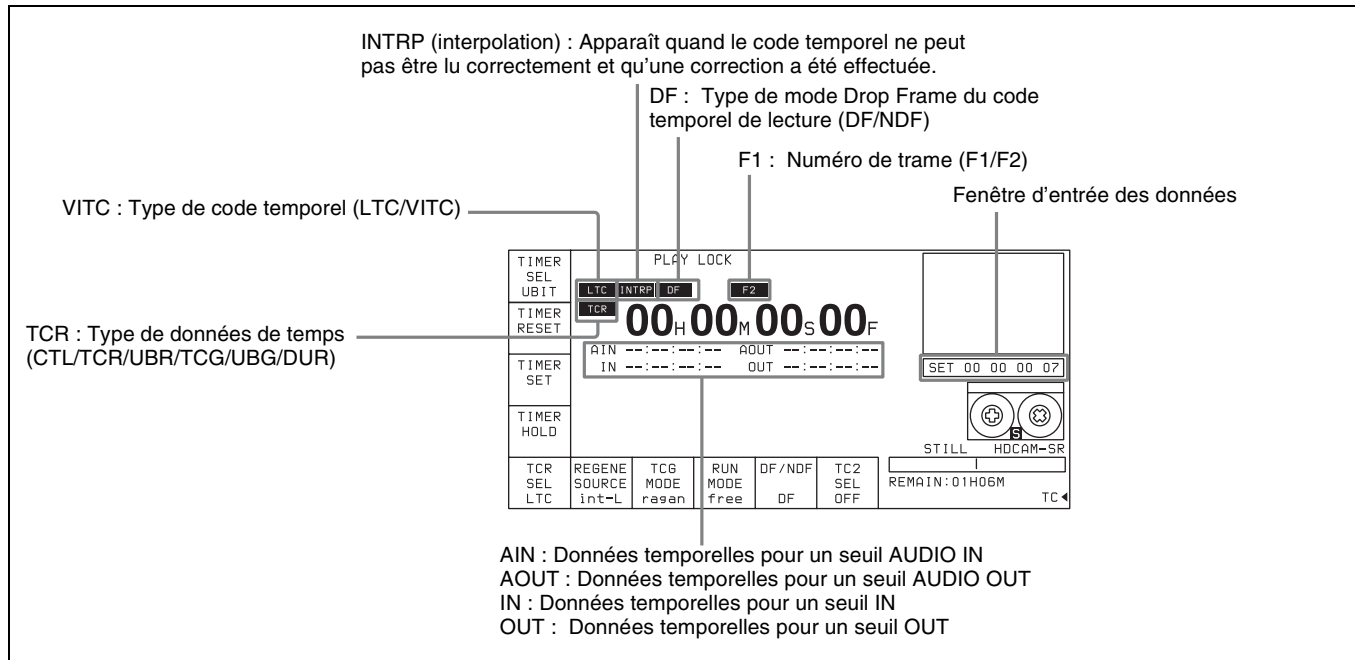 INTRP (interpolation) : Apparaît quand le code temporel ne peut
pas être lu correctement et qu'une correction a été effectuée.
DF : Type de mode Drop Frame du code
temporel de lecture (DF/NDF)
F1 : Numéro de trame (F1/F2)
Fenêtre d'entrée des données
VITC : Type de code temporel (LTC/VITC)
TCR : Type de données de temps
(CTL/TCR/UBR/TCG/UBG/DUR)
TIMER
SEL
UBIT
PLAY LOCK
LTC INTRP DF F2
TIMER
RESET
TCR
00H 00M 00S 00F
AIN --:--:--:-- AOUT --:--:--:--
IN --:--:--:-- OUT --:--:--:--
TIMER
SET
SET 00 00 00 07
TIMER
HOLD
S
STILL HDCAM-SR
TCR
SEL
LTC
REGENE
SOURCE
int-L
TCG
MODE
ragan
RUN
MODE
free
DF/NDF
DF
TC2
SEL
OFF
REMAIN:01H06M
TC
AIN : Données temporelles pour un seuil AUDIO IN
AOUT : Données temporelles pour un seuil AUDIO OUT
IN : Données temporelles pour un seuil IN
OUT : Données temporelles pour un seuil OUT